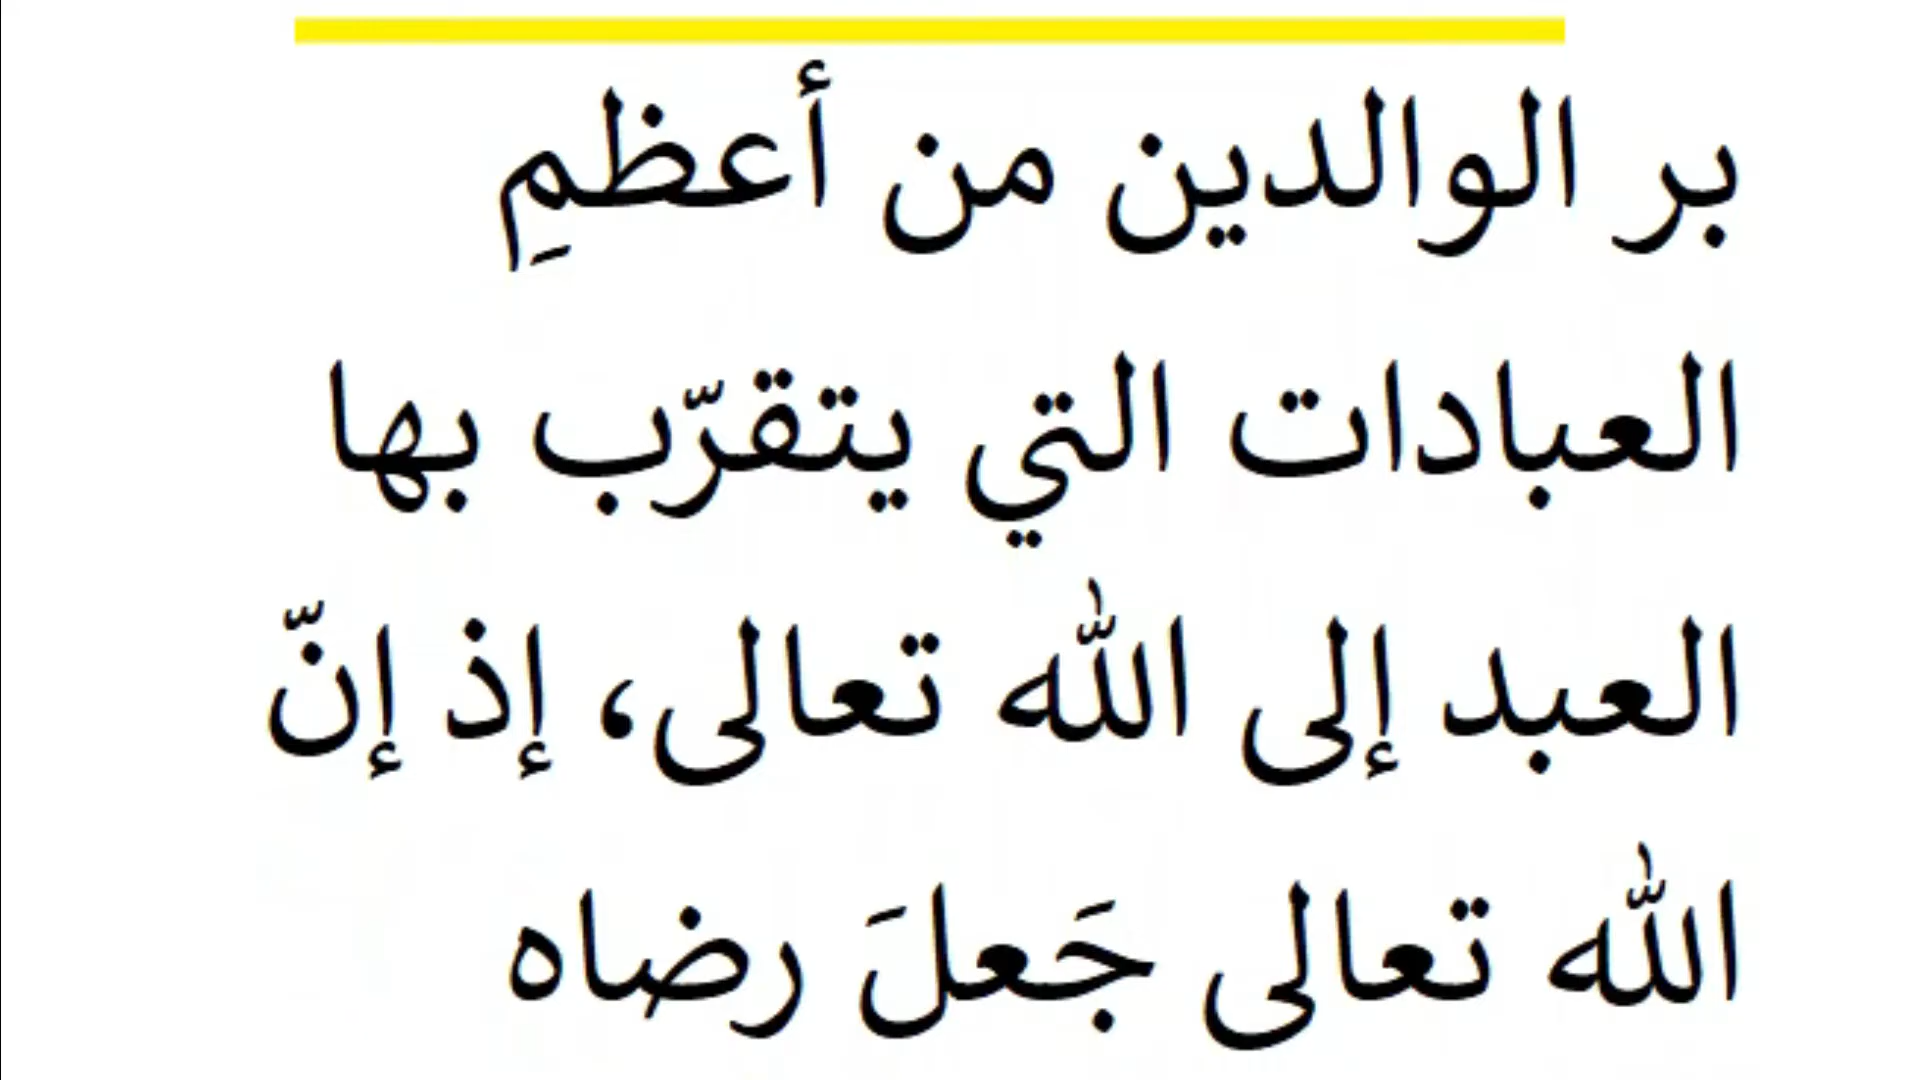 بر الوالدين من أعظمِ
العبادات التي يتقرّب بها
العبد إلى الله تعالى، إذ إنّ
الله تعالى جَعلَ رضاه